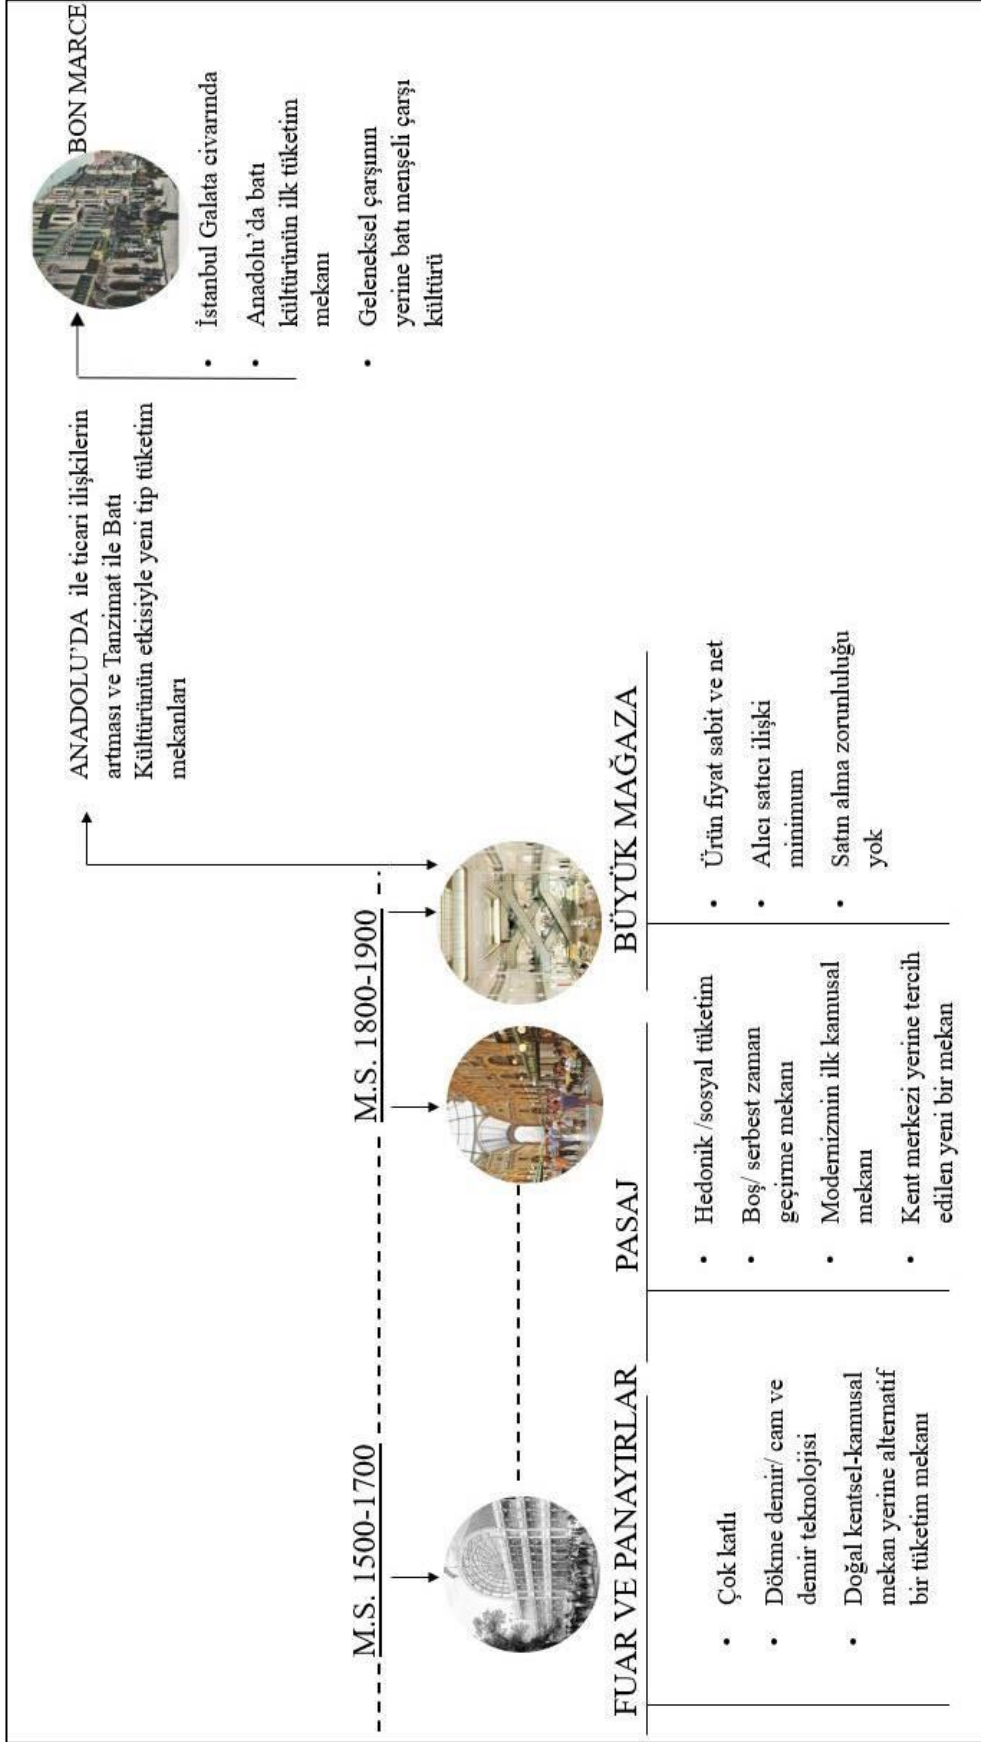 ANADOLU'DA ile ticari ilişkilerin
artması ve Tanzimat ile Batı
Kültürünün etkisiyle yeni tıp tüketim
mekanları
BON MARCE
• İstanbul Galata civarında
• Anadolu'da batı
kültürünün ilk tüketim
mekanı
• Geleneksel çarşının
yerine batı menşeli çarşı
kültürü
M.S. 1500-1700
M.S. 1800-1900
FUAR VE PANAYIRLAR
• Çok katlı
• Dökme demir/ cam ve
demir teknolojisi
• Doğal kentsel-kamusal
mekan yerine alternatif
bir tüketim mekanı
PASAJ
• Hedonik /sosyal tüketim
• Boş/ serbest zaman
geçirme mekanı
• Modernizmin ilk kamusal
mekanı
• Kent merkezi yerine tercih
edilen yeni bir mekan
BÜYÜK MAĞAZA
• Ürün fiyat sabit ve net
• Alıcı satıcı ilişki
minimum
• Satın alma zorunluluğu
yok